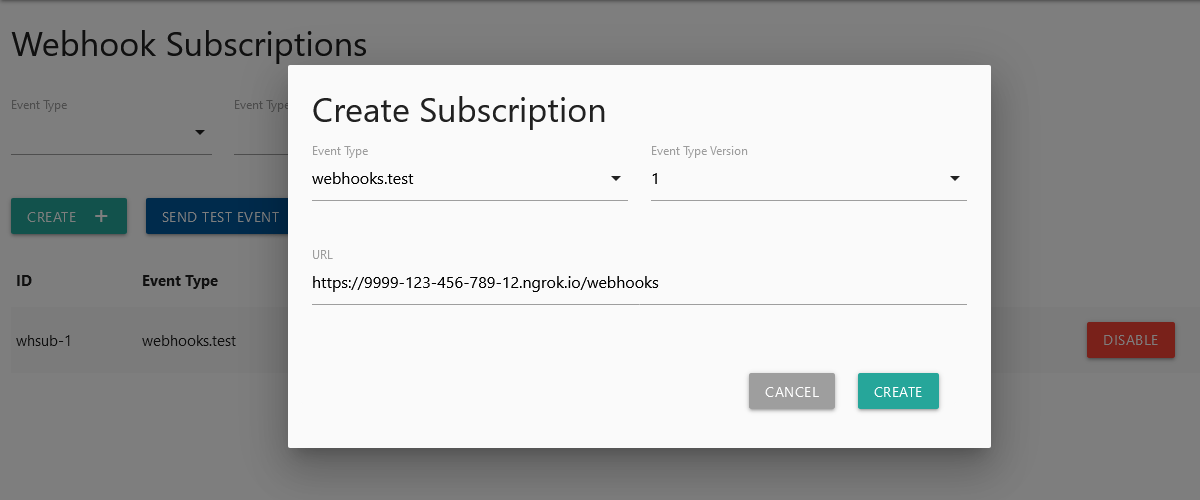 Webhook Subscriptions
Event Type
Event Type
CREATE +
SEND TEST EVENT
ID
Event Type
whsub-1
webhooks.test
DISABLE
Create Subscription
Event Type
Event Type Version
webhooks.test
1
URL
https://9999-123-456-789-12.ngrok.io/webhooks
CANCEL
CREATE